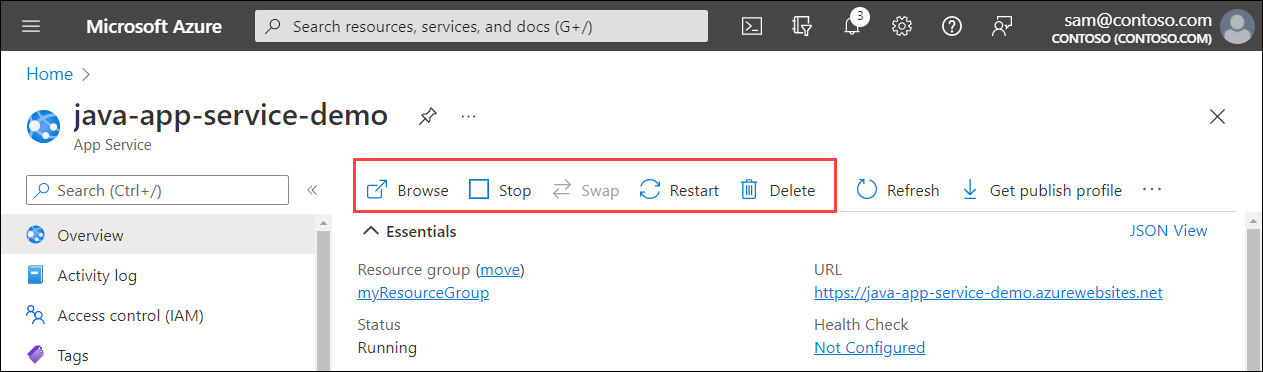 Microsoft Azure
Search resources, services, and docs (G+/)
3
sam@contoso.com
CONTOSO (CONTOSO.COM)
Home
java-app-service-demo
App Service
Search (Ctrl+/)
Browse Stop Swap Restart Delete Refresh Get publish profile
Overview
Activity log
Access control (IAM)
Tags
Essentials
JSON View
Resource group (move)
myResourceGroup
Status
Running
URL
https://java-app-service-demo.azurewebsites.net
Health Check
Not Configured